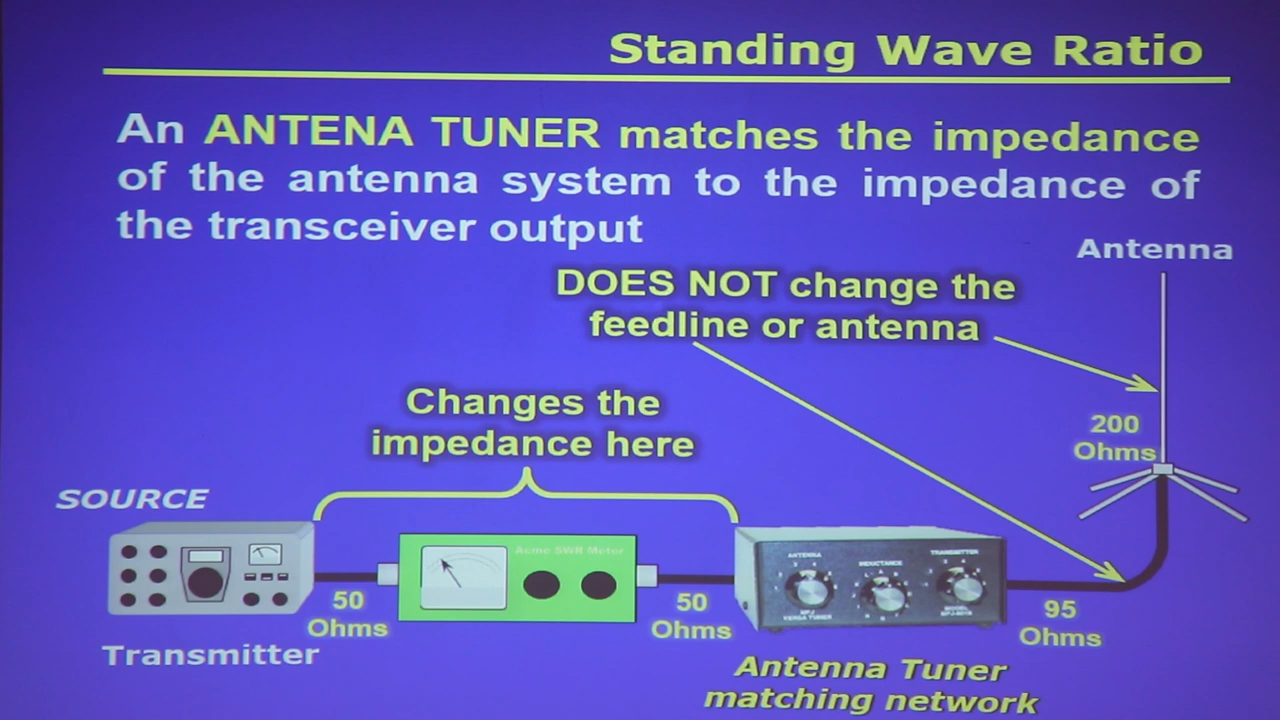 Standing Wave Ratio
An ANTENA TUNER matches the impedance
of the antenna system to the impedance of
the transceiver output
Antenna
DOES NOT change the
feedline or antenna
Changes the
impedance here
200
Ohms
SOURCE
Acme SWR Meter
ANTENNA
INDUCTANCE
TRANSMITTER
50
Ohms
50
Ohms
95
Ohms
Transmitter
Antenna Tuner
matching network